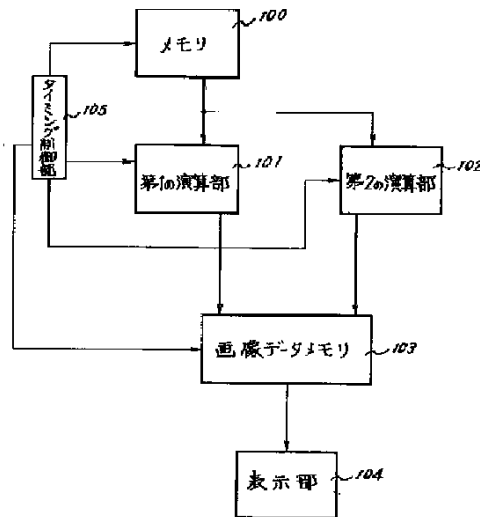 100
メモリ
105
タイミング制御部
101
第1の演算部
102
第2の演算部
画像データメモリ
103
表示部
104